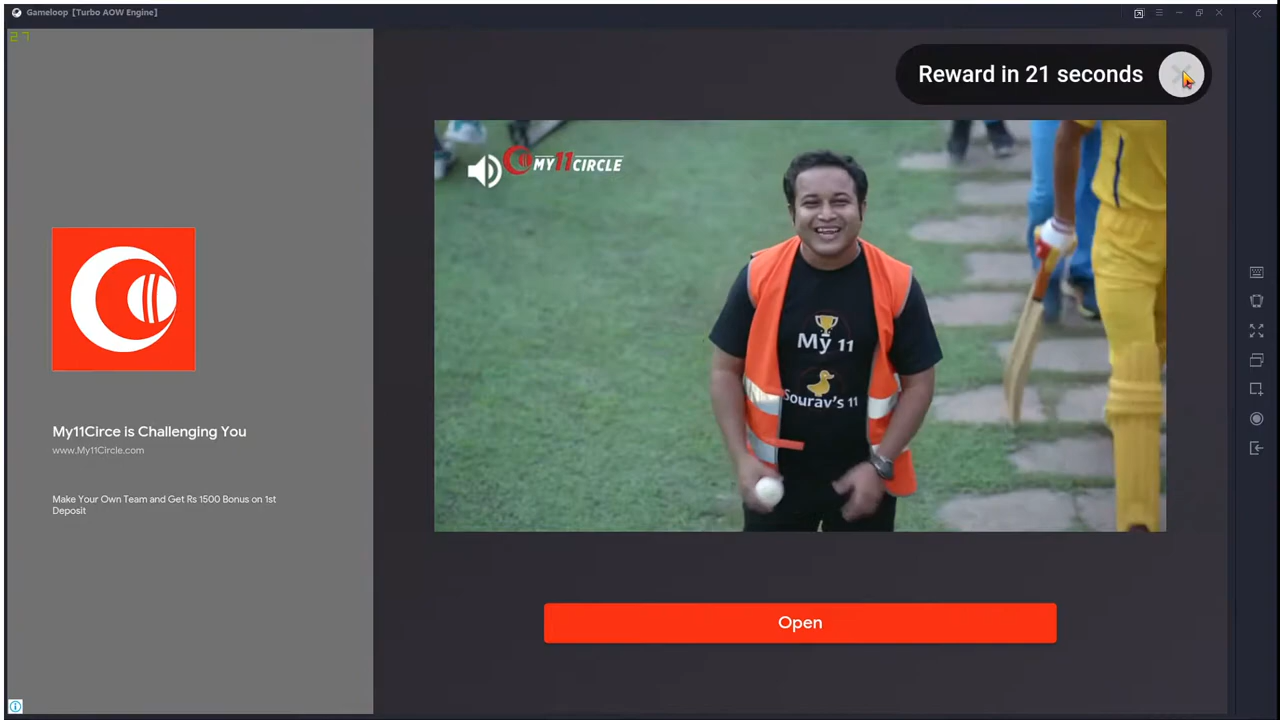 Gameloop【Turbo AOW Engine】
27
Reward in 21 seconds
MY11CIRCLE
My 11
Sourav's 11
My11Circe is Challenging You
www.My11Circle.com
Make Your Own Team and Get Rs 1500 Bonus on 1st
Deposit
Open